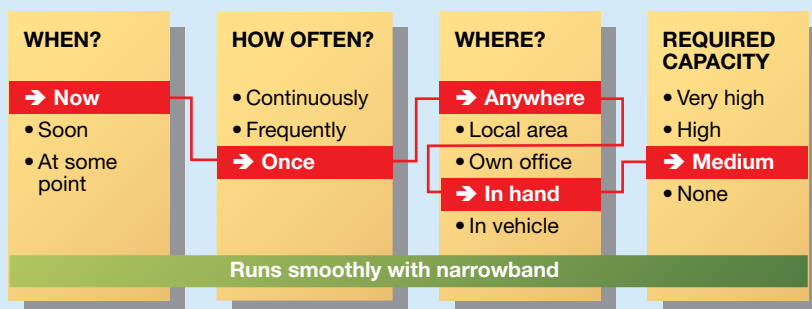 WHEN?
➔ Now
• Soon
• At some
point
HOW OFTEN?
• Continuously
• Frequently
➔ Once
WHERE?
➔ Anywhere
• Local area
• Own office
➔ In hand
• In vehicle
REQUIRED
CAPACITY
• Very high
• High
➔ Medium
• None
Runs smoothly with narrowband